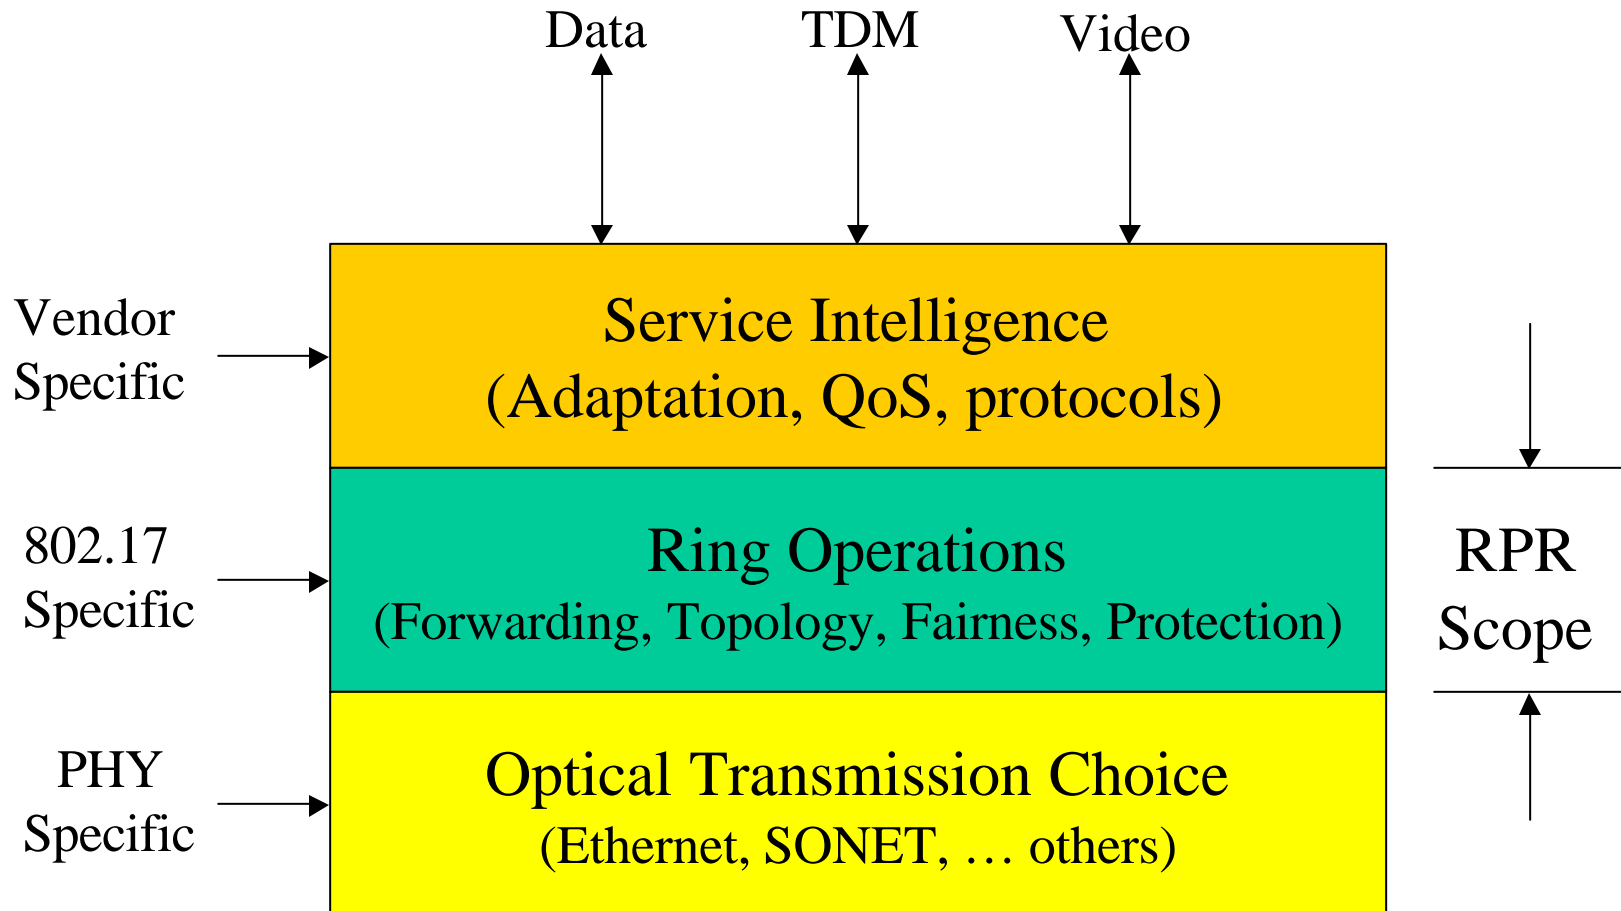 Data
TDM
Video
Vendor
Specific
Service Intelligence
(Adaptation, QoS, protocols)
802.17
Specific
Ring Operations
(Forwarding, Topology, Fairness, Protection)
RPR
Scope
PHY
Specific
Optical Transmission Choice
(Ethernet, SONET, … others)